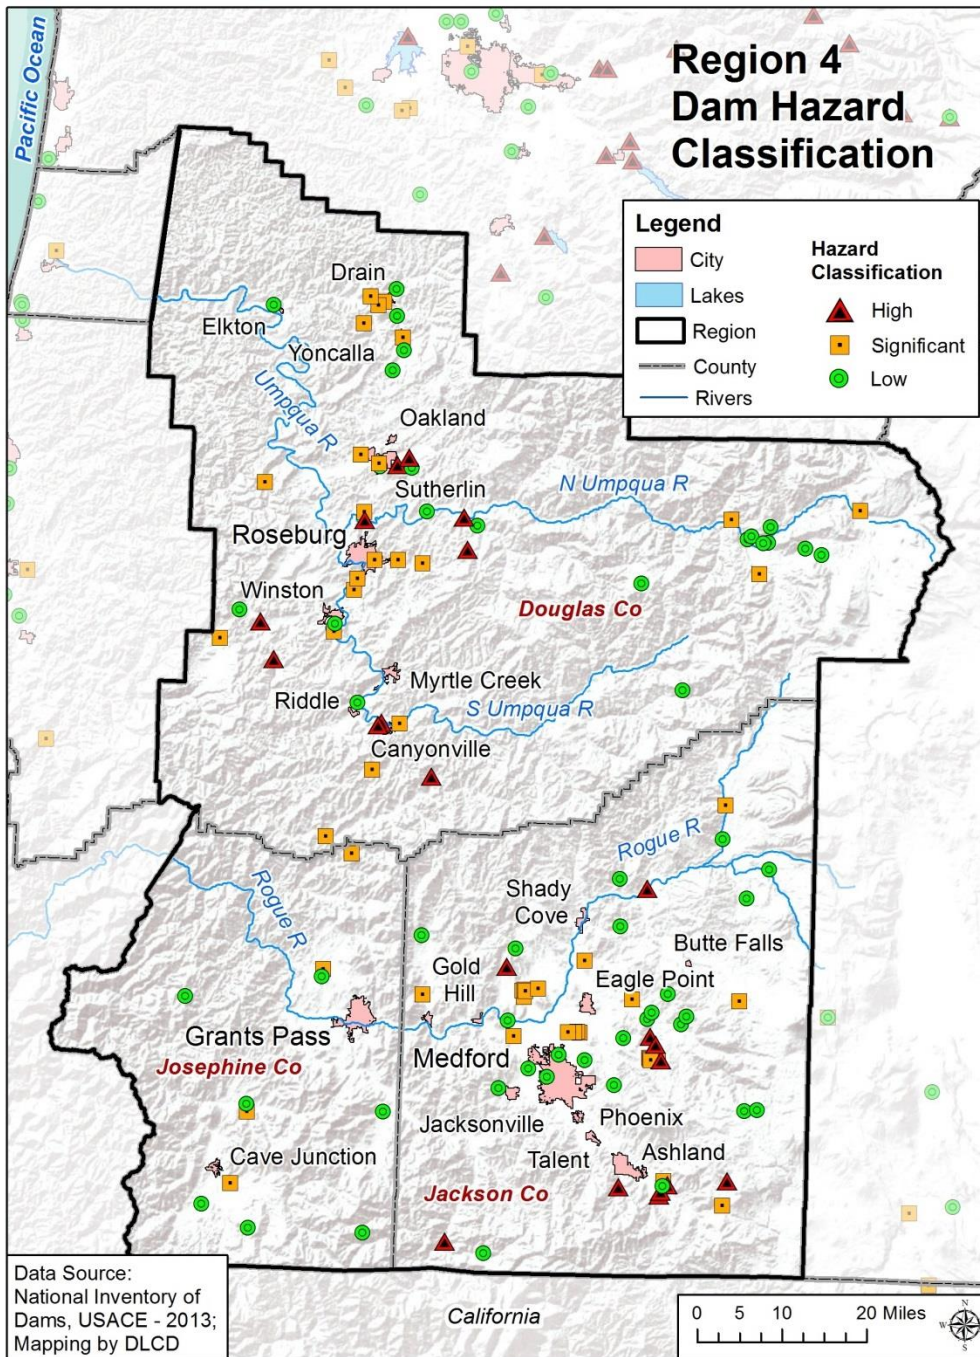 Pacific Ocean
Region 4
Dam Hazard
Classification
Legend
City
Lakes
Region
County
Rivers
Hazard
Classification
High
Significant
Low
Drain
Elkton
Yoncalla
Umpqua R
Oakland
Sutherlin
N Umpqua R
Roseburg
Winston
Douglas Co
Myrtle Creek
Riddle
S Umpqua R
Canyonville
Rogue R
Rogue R
Shady
Cove
Butte Falls
Gold
Hill
Eagle Point
Grants Pass
Medford
Josephine Co
Jacksonville
Phoenix
Cave Junction
Talent
Ashland
Jackson Co
Data Source:
National Inventory of
Dams, USACE - 2013;
Mapping by DLCD
California
0 5 10 20 Miles
N
W E
S